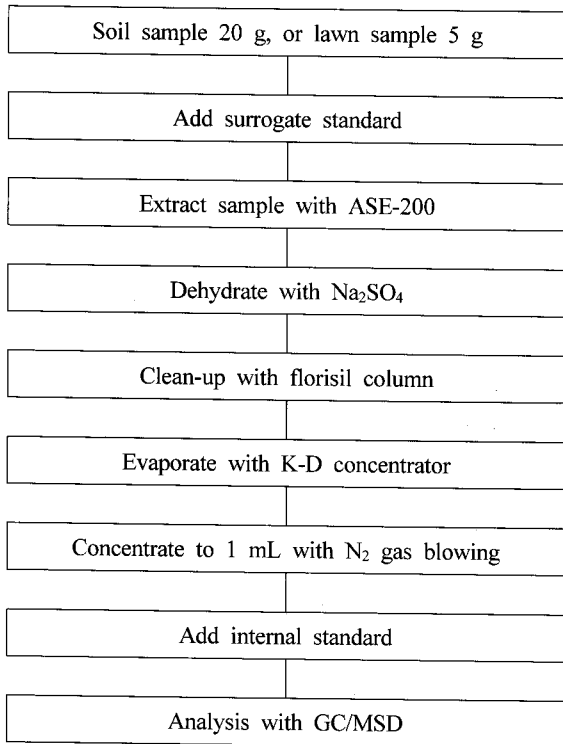 Soil sample 20 g, or lawn sample 5 g
Add surrogate standard
Extract sample with ASE-200
Dehydrate with Na₂SO₄
Clean-up with florisil column
Evaporate with K-D concentrator
Concentrate to 1 mL with N₂ gas blowing
Add internal standard
Analysis with GC/MSD